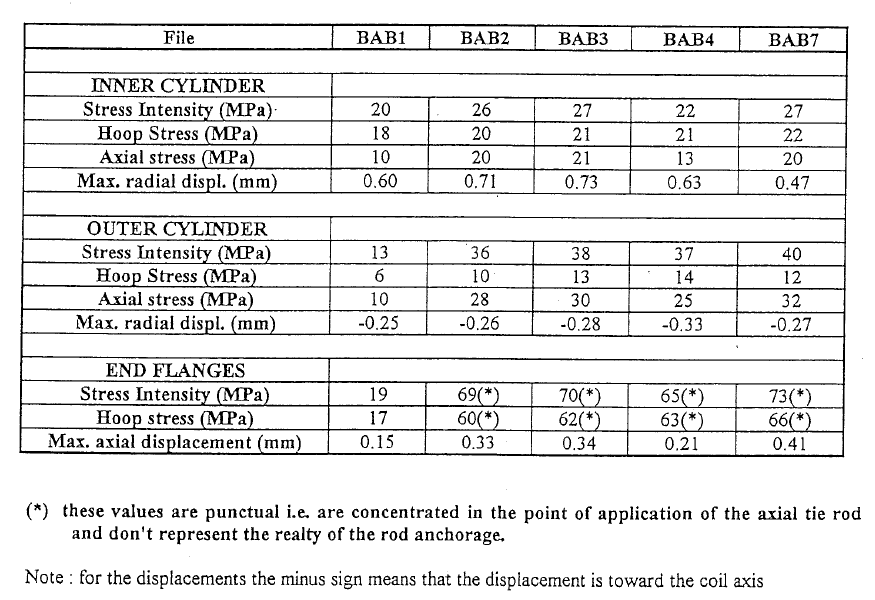 File BAB1 BAB2 BAB3 BAB4 BAB7
INNER CYLINDER
Stress Intensity (MPa) 20 26 27 22 27
Hoop Stress (MPa) 18 20 21 21 22
Axial stress (MPa) 10 20 21 13 20
Max. radial displ. (mm) 0.60 0.71 0.73 0.63 0.47
OUTER CYLINDER
Stress Intensity (MPa) 13 36 38 37 40
Hoop Stress (MPa) 6 10 13 14 12
Axial stress (MPa) 10 28 30 25 32
Max. radial displ. (mm) -0.25 -0.26 -0.28 -0.33 -0.27
END FLANGES
Stress Intensity (MPa) 19 69(*) 70(*) 65(*) 73(*)
Hoop stress (MPa) 17 60(*) 62(*) 63(*) 66(*)
Max. axial displacement (mm) 0.15 0.33 0.34 0.21 0.41
(*) these values are punctual i.e. are concentrated in the point of application of the axial tie rod
and don't represent the realty of the rod anchorage.
Note : for the displacements the minus sign means that the displacement is toward the coil axis